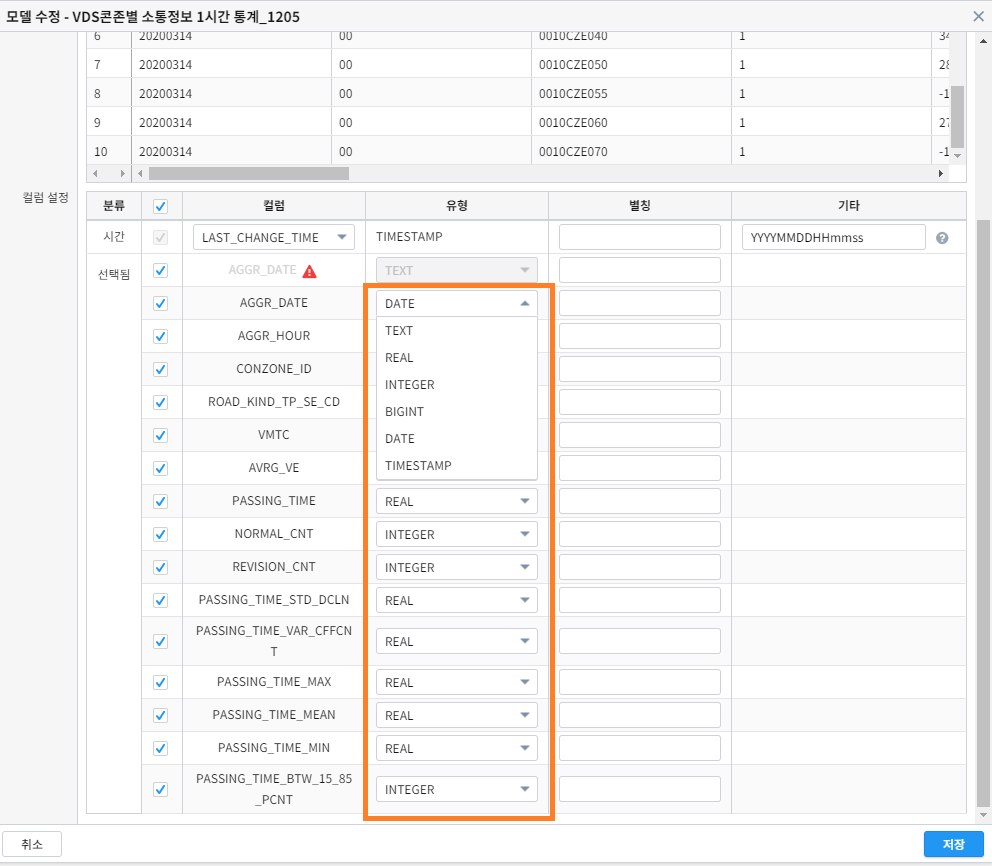 모델 수정 - VDS콘존별 소통정보 1시간 통계_1205
6 20200314 00 0010CZE040 1 34
7 20200314 00 0010CZE050 1 28
8 20200314 00 0010CZE055 1 -1
9 20200314 00 0010CZE060 1 27
10 20200314 00 0010CZE070 1 -1
컬럼 설정
분류 컬럼 유형 별칭 기타
시간 LAST_CHANGE_TIME TIMESTAMP YYYYMMDDHHmmss ?
선택됨 AGGR_DATE TEXT
AGGR_DATE DATE
AGGR_HOUR TEXT
CONZONE_ID REAL
ROAD_KIND_TP_SE_CD INTEGER
VMTC BIGINT
DATE
AVRG_VE TIMESTAMP
PASSING_TIME REAL
NORMAL_CNT INTEGER
REVISION_CNT INTEGER
PASSING_TIME_STD_DCLN REAL
PASSING_TIME_VAR_CFFCN
T
REAL
PASSING_TIME_MAX REAL
PASSING_TIME_MEAN REAL
PASSING_TIME_MIN REAL
PASSING_TIME_BTW_15_85
_PCNT
INTEGER
취소 저장